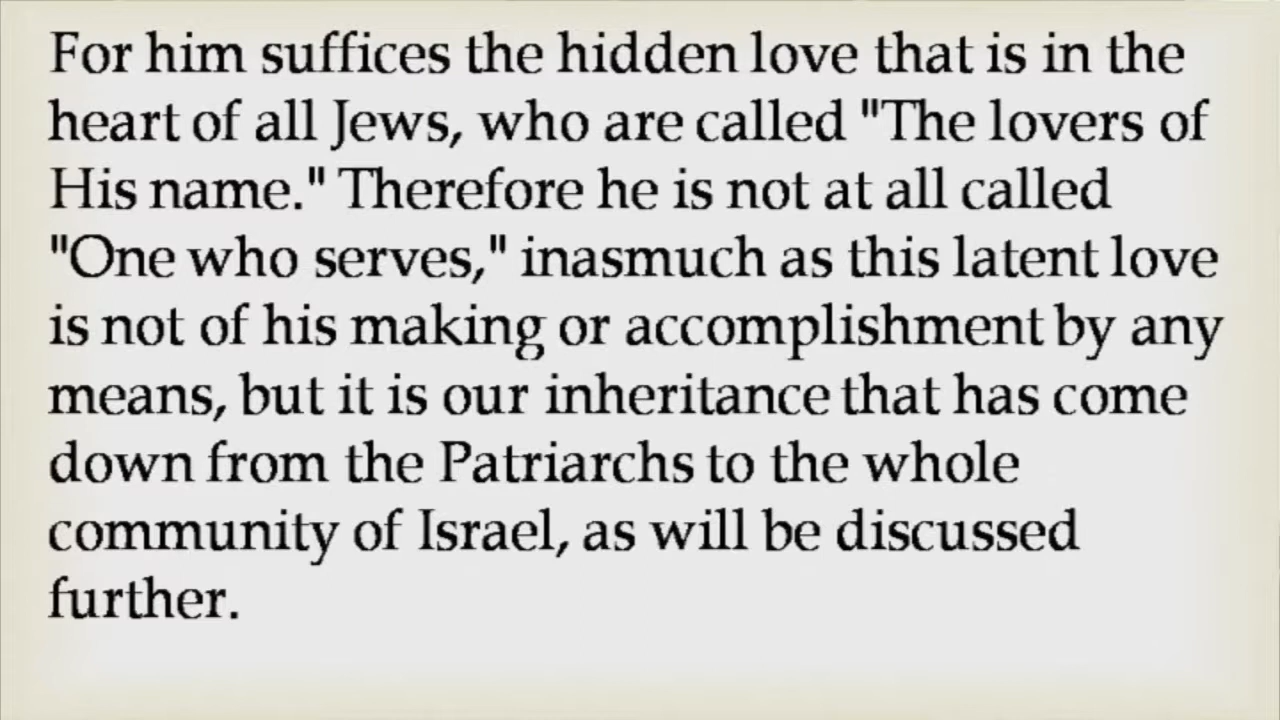 For him suffices the hidden love that is in the
heart of all Jews, who are called "The lovers of
His name." Therefore he is not at all called
"One who serves," inasmuch as this latent love
is not of his making or accomplishment by any
means, but it is our inheritance that has come
down from the Patriarchs to the whole
community of Israel, as will be discussed
further.